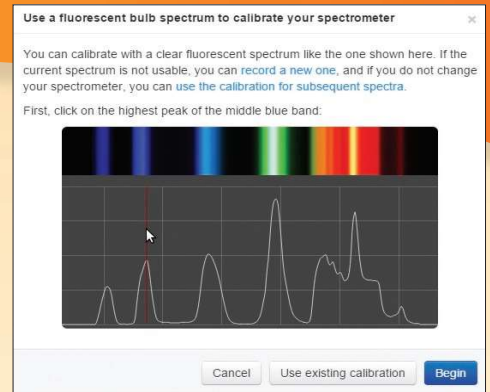 Use a fluorescent bulb spectrum to calibrate your spectrometer ×
You can calibrate with a clear fluorescent spectrum like the one shown here. If the
current spectrum is not usable, you can record a new one, and if you do not change
your spectrometer, you can use the calibration for subsequent spectra.
First, click on the highest peak of the middle blue band:
Cancel Use existing calibration Begin